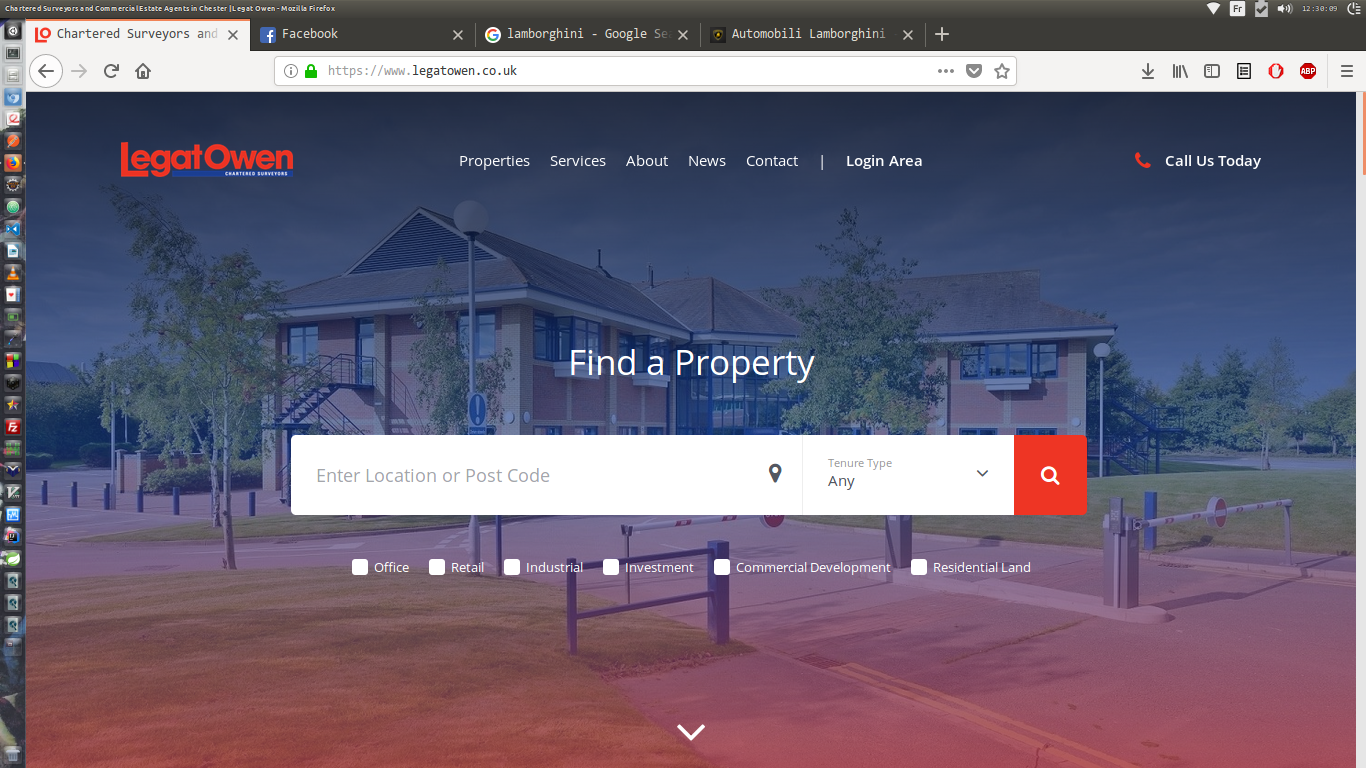 Chartered Surveyors and Commercial Estate Agents in Chester | Legat Owen - Mozilla Firefox
Fr
12:30:09
Chartered Surveyors and
Facebook
lamborghini - Google Se
Automobili Lamborghini
https://www.legatowen.co.uk
ABP
LegatOwen
CHARTERED SURVEYORS
Properties Services About News Contact | Login Area
Call Us Today
Find a Property
Enter Location or Post Code
Tenure Type
Any
Office Retail Industrial Investment Commercial Development Residential Land